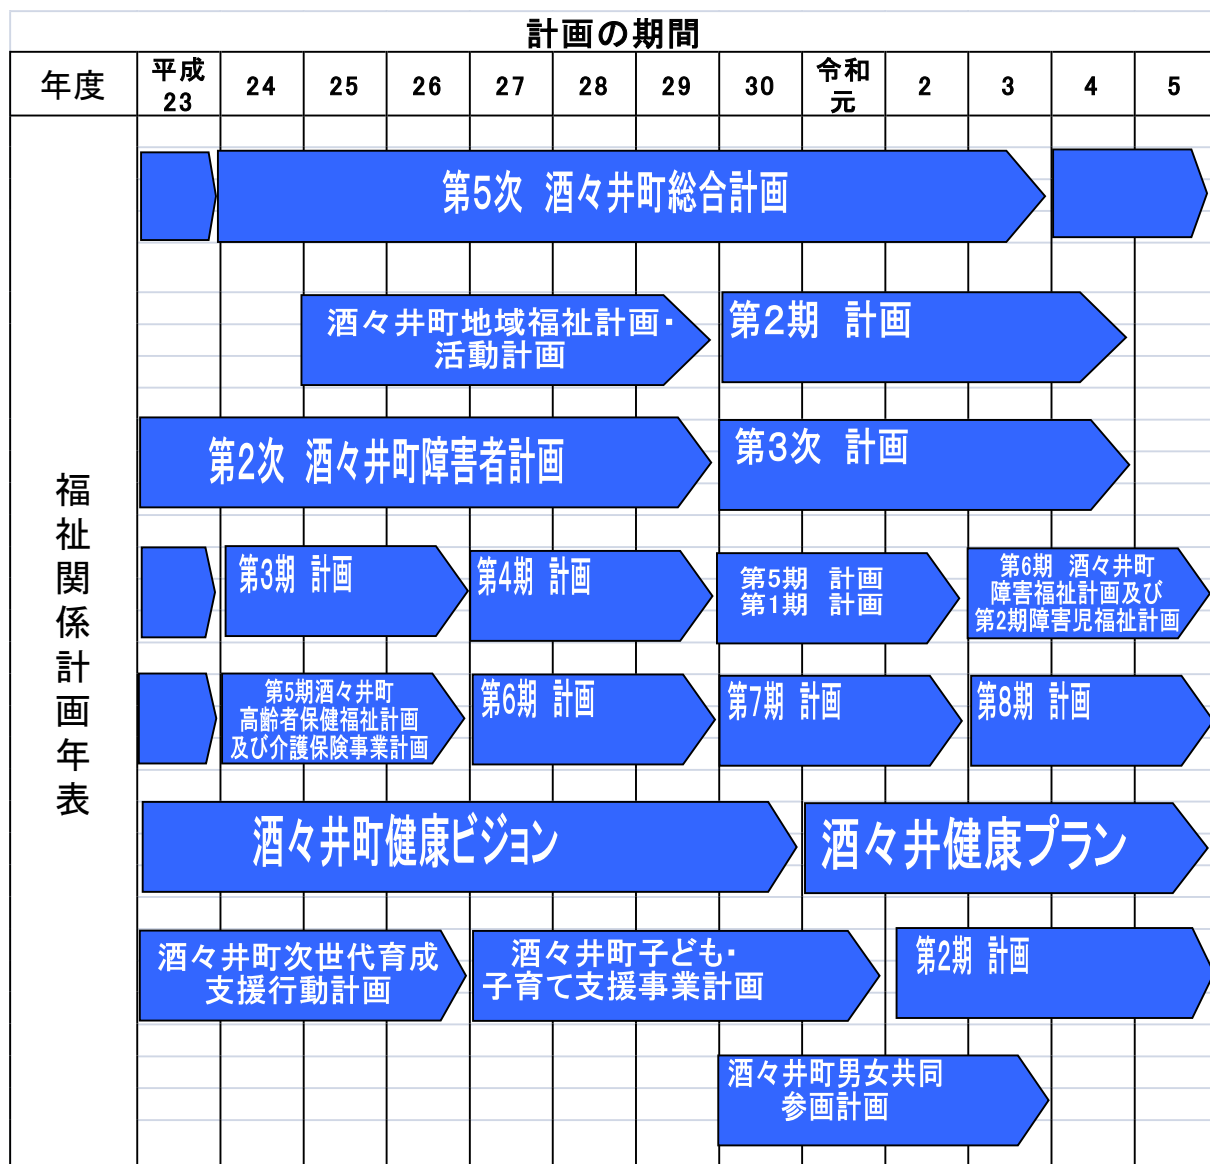 計画の期間
年度 平成23 24 25 26 27 28 29 30 令和元 2 3 4 5
福祉関係計画年表
第5次 酒々井町総合計画
酒々井町地域福祉計画・
活動計画
第2期 計画
第2次 酒々井町障害者計画
第3次 計画
第3期 計画
第4期 計画
第5期 計画
第1期 計画
第6期 酒々井町
障害福祉計画及び
第2期障害児福祉計画
第5期酒々井町
高齢者保健福祉計画
及び介護保険事業計画
第6期 計画
第7期 計画
第8期 計画
酒々井町健康ビジョン
酒々井健康プラン
酒々井町次世代育成
支援行動計画
酒々井町子ども・
子育て支援事業計画
第2期 計画
酒々井町男女共同
参画計画